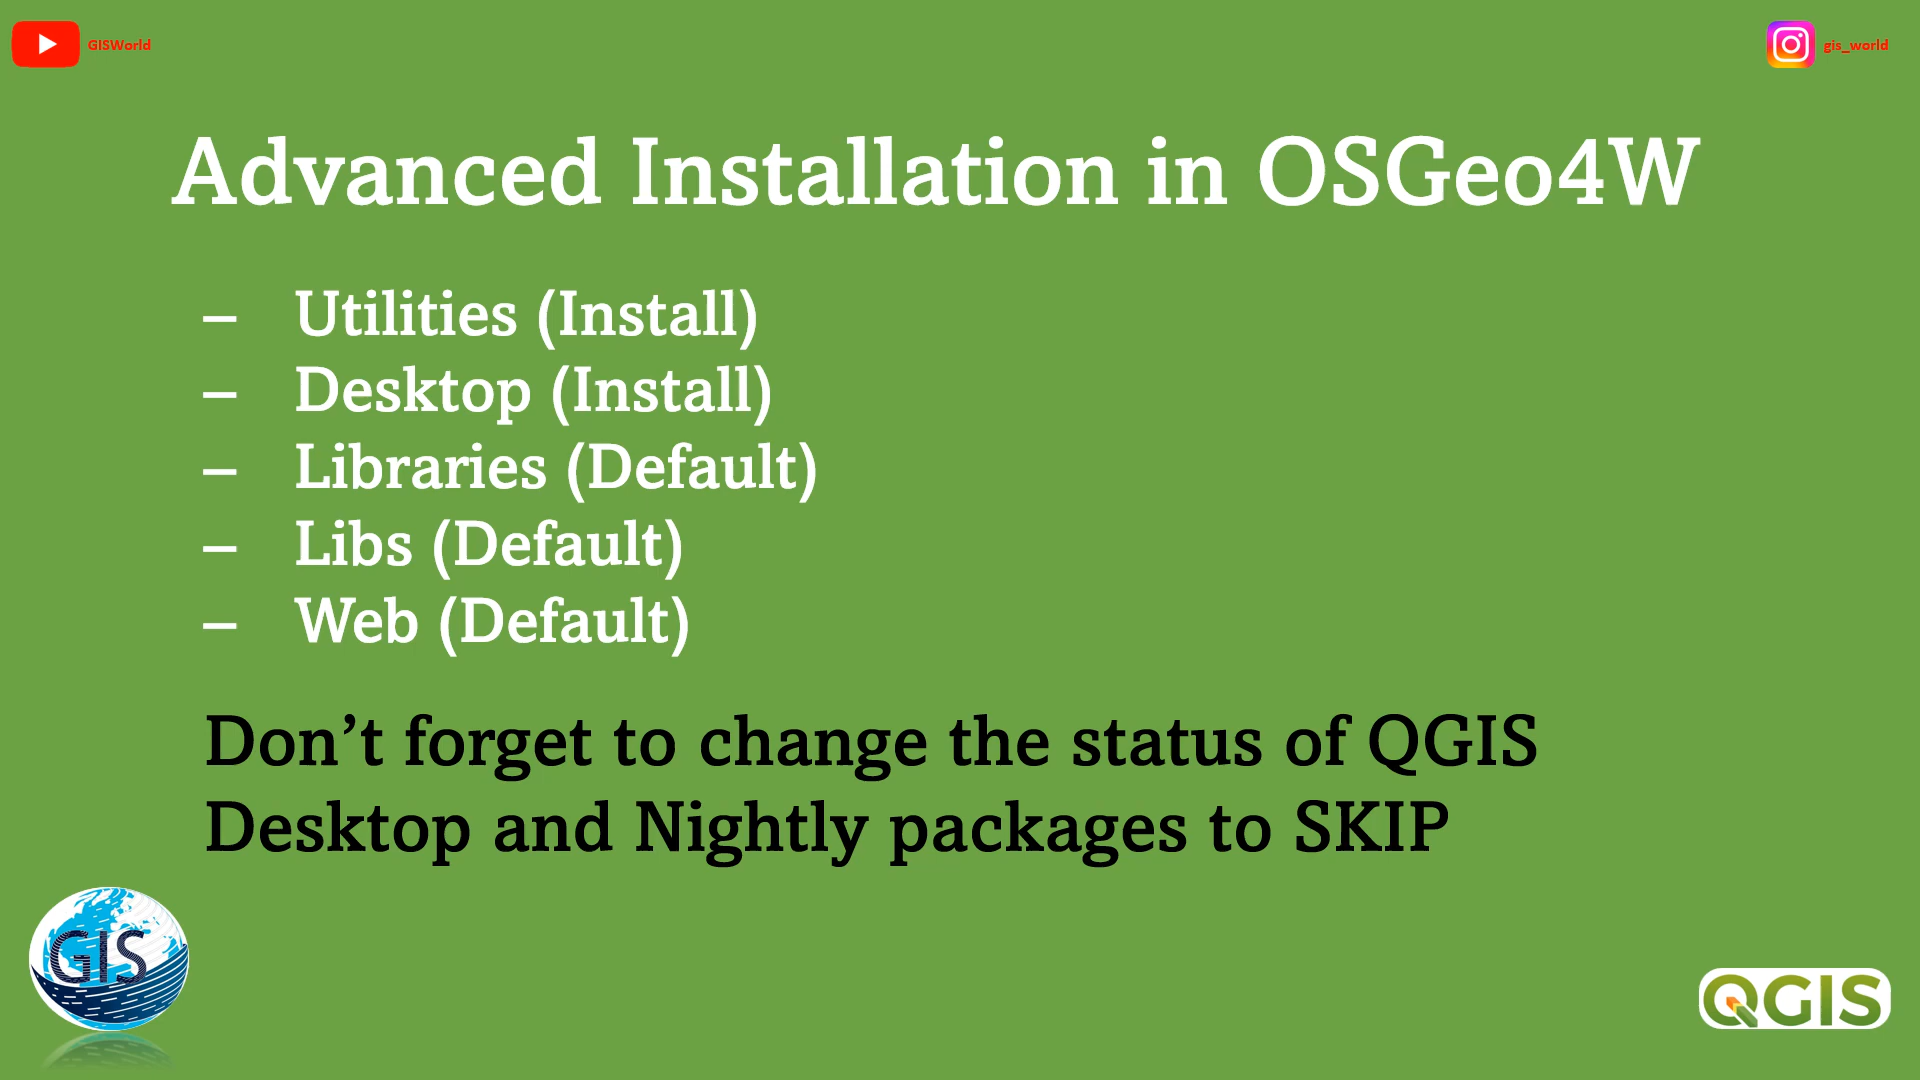 GISWorld
gis_world
Advanced Installation in OSGeo4W
– Utilities (Install)
– Desktop (Install)
– Libraries (Default)
– Libs (Default)
– Web (Default)
Don’t forget to change the status of QGIS
Desktop and Nightly packages to SKIP
GIS
QGIS